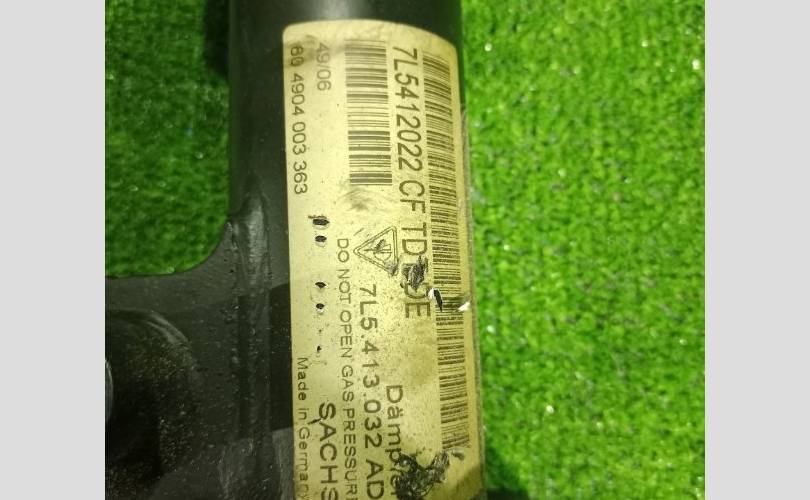 7L5412022 CF TD
Dämpfer
7L5.413.032 AD
DO NOT OPEN GAS PRESSURE
SACHS
49/06
60 4904 003 363
Made in Germany